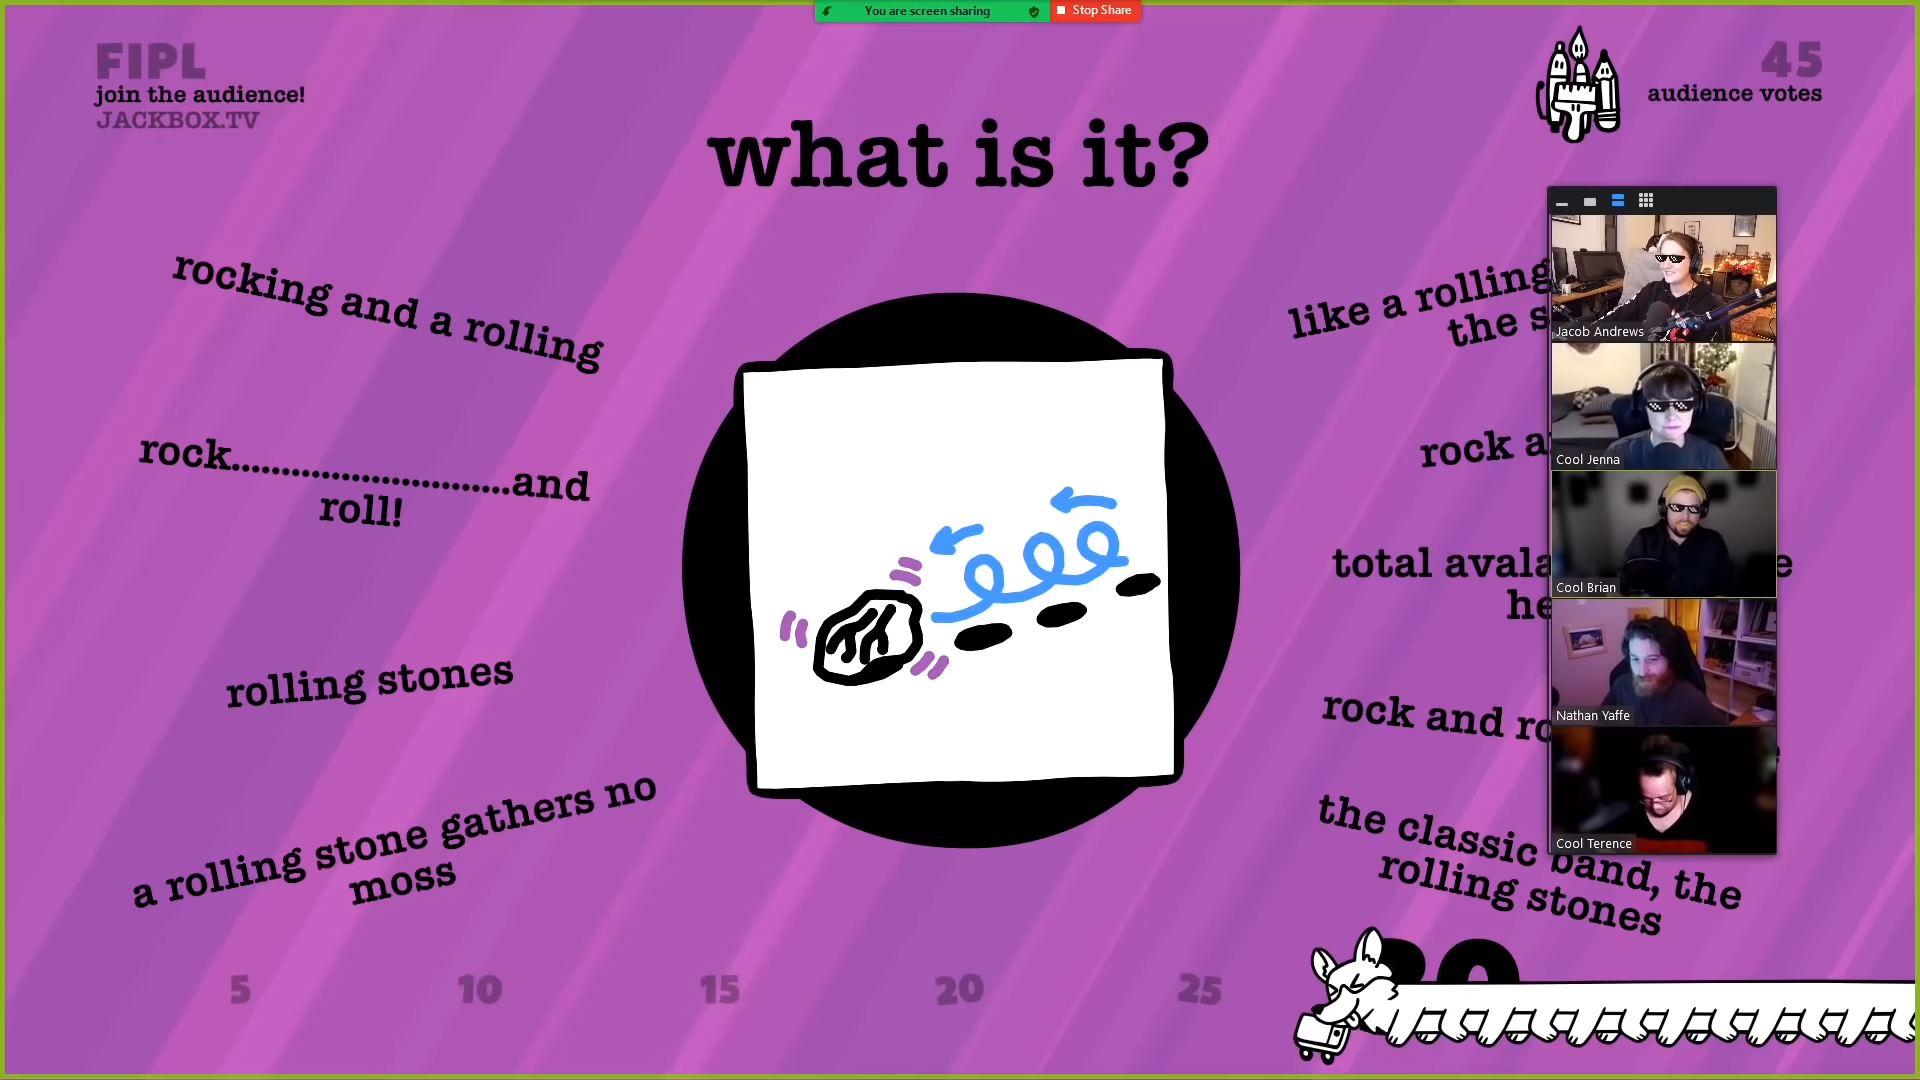 You are screen sharing
Stop Share
FIPL
join the audience!
JACKBOX.TV
45
audience votes
what is it?
rocking and a rolling
rock...........................and
roll!
rolling stones
a rolling stone gathers no
moss
like a rolling
the
rock
total
rock and
the classic band, the
rolling stones
Jacob Andrews
Cool Jenna
Cool Brian
Nathan Yaffe
Cool Terence
5
10
15
20
25